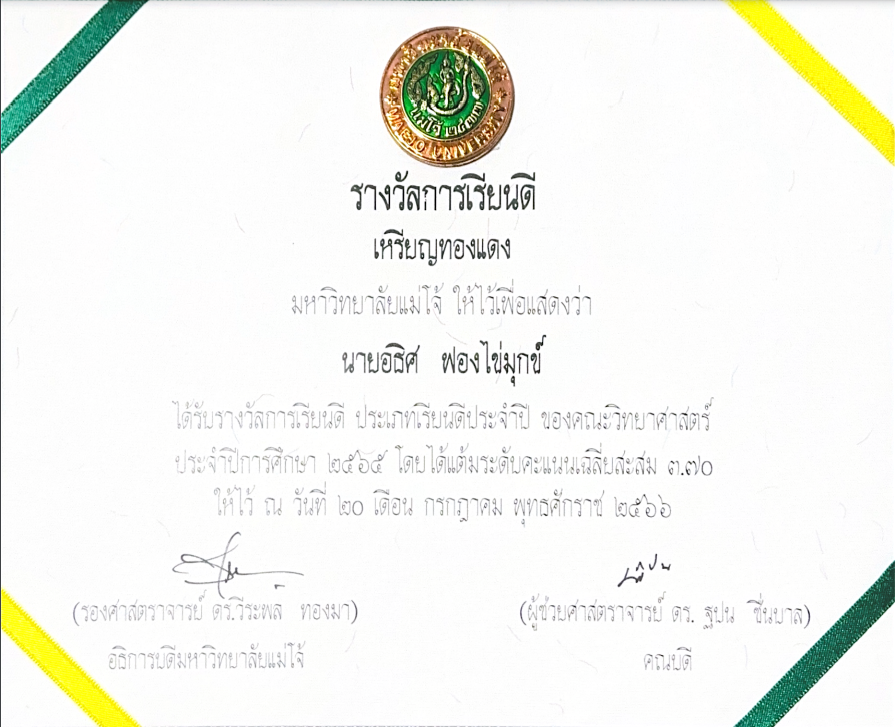 แม่โจ้ ๒๔๗๗
รางวัลการเรียนดี
เหรียญทองแดง
มหาวิทยาลัยแม่โจ้ ให้ไว้เพื่อแสดงว่า
นายอธิศ ฟองไข่มุกข์
ได้รับรางวัลการเรียนดี ประเภทเรียนดีประจำปี ของคณะวิทยาศาสตร์
ประจำปีการศึกษา ๒๕๖๕ โดยได้แต้มระดับคะแนนเฉลี่ยสะสม ๓.๗๐
ให้ไว้ ณ วันที่ ๒๐ เดือน กรกฎาคม พุทธศักราช ๒๕๖๖
(รองศาสตราจารย์ ดร.วีระพล ทองมา)
(ผู้ช่วยศาสตราจารย์ ดร. ฐปน ชื่นบาล)
อธิการบดีมหาวิทยาลัยแม่โจ้
คณบดี